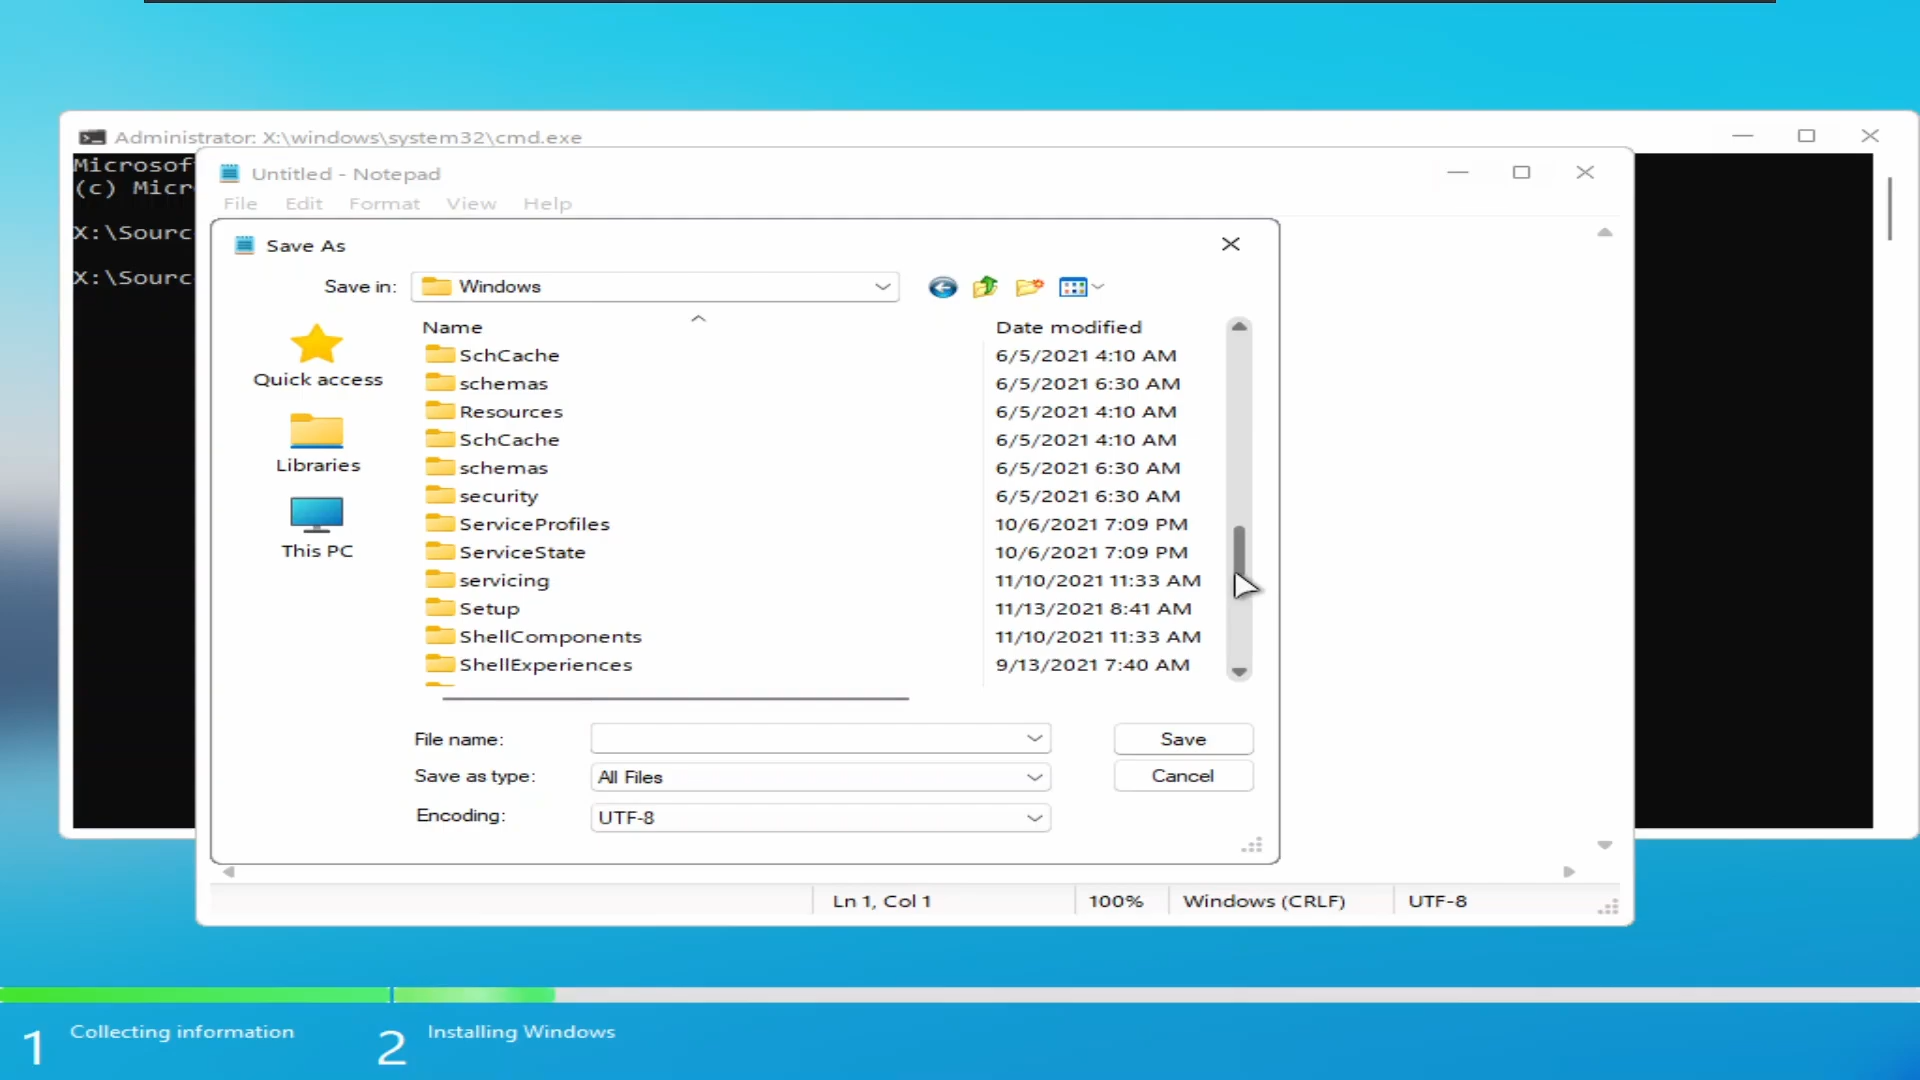 Administrator: X:\windows\system32\cmd.exe
Microsof
(c) Micr
X:\Sourc
X:\Sourc
Untitled - Notepad
File Edit Format View Help
Save As
Save in: Windows
Quick access
Libraries
This PC
Name Date modified
SchCache 6/5/2021 4:10 AM
schemas 6/5/2021 6:30 AM
Resources 6/5/2021 4:10 AM
SchCache 6/5/2021 4:10 AM
schemas 6/5/2021 6:30 AM
security 6/5/2021 6:30 AM
ServiceProfiles 10/6/2021 7:09 PM
ServiceState 10/6/2021 7:09 PM
servicing 11/10/2021 11:33 AM
Setup 11/13/2021 8:41 AM
ShellComponents 11/10/2021 11:33 AM
ShellExperiences 9/13/2021 7:40 AM
File name: Save
Save as type: All Files Cancel
Encoding: UTF-8
Ln 1, Col 1 100% Windows (CRLF) UTF-8
1 Collecting information 2 Installing Windows